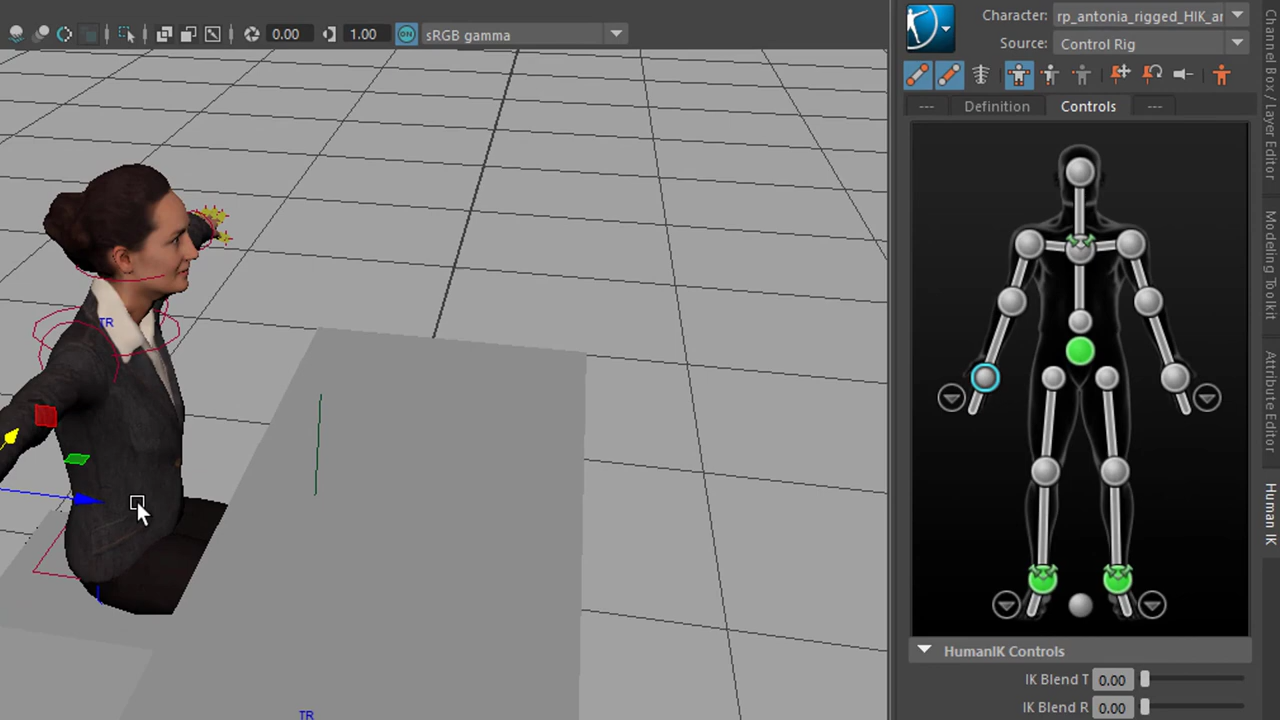 0.00
1.00
ON
sRGB gamma
Character:
rp_antonia_rigged_HIK_ar
Source:
Control Rig
---
Definition
Controls
---
Channel Box / Layer Editor
Modeling Toolkit
Attribute Editor
Human IK
TR
TR
HumanIK Controls
IK Blend T
0.00
IK Blend R
0.00